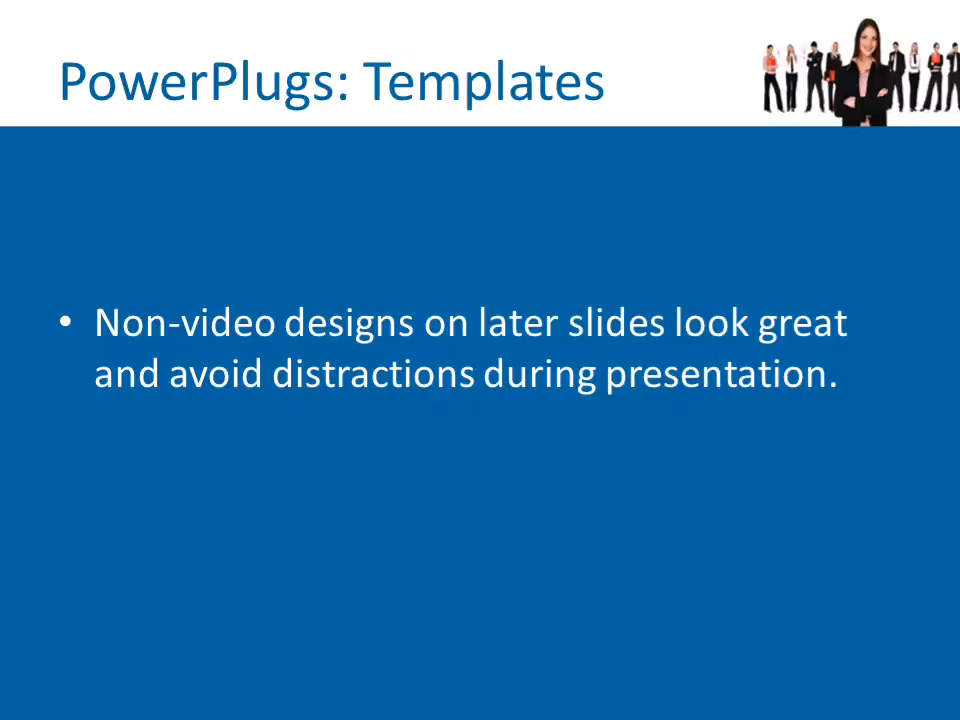 PowerPlugs: Templates
• Non-video designs on later slides look great
and avoid distractions during presentation.